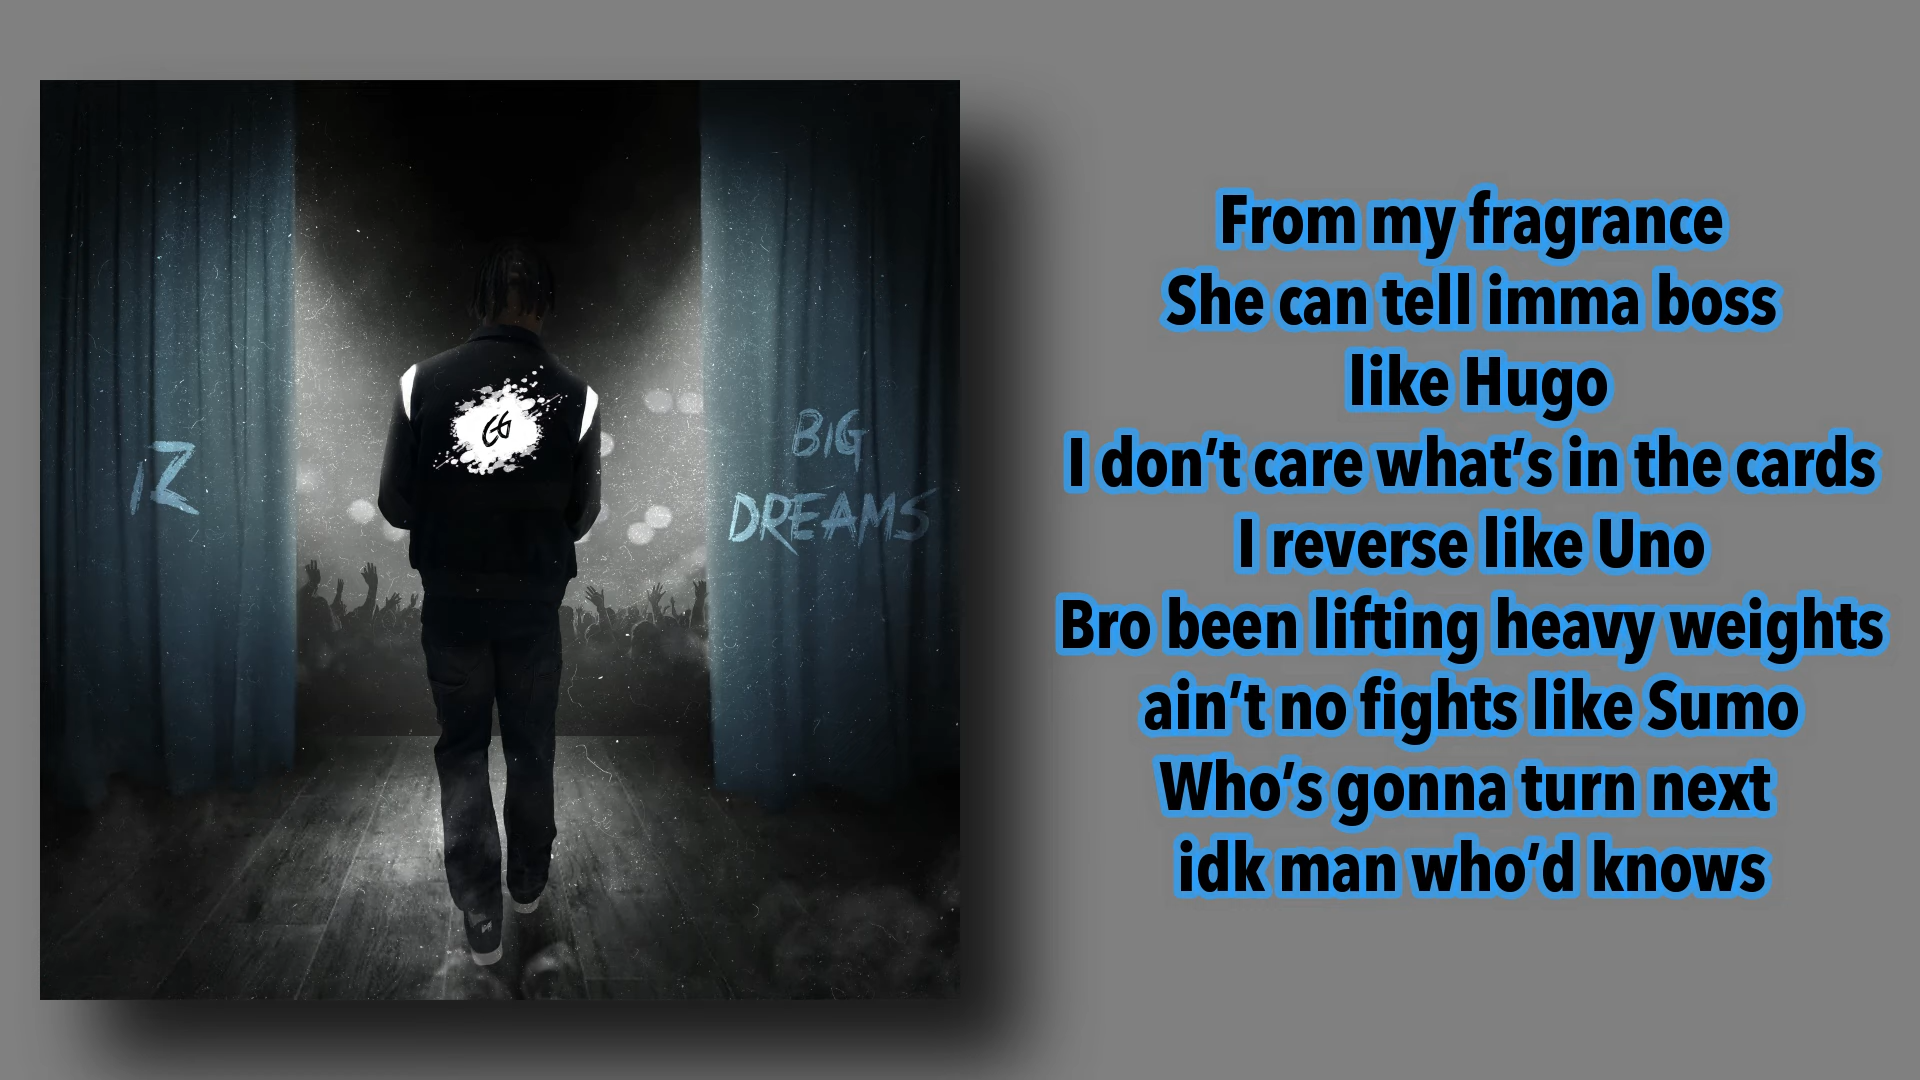 IZ
BIG
DREAMS
CG
From my fragrance
She can tell imma boss
like Hugo
I don’t care what’s in the cards
I reverse like Uno
Bro been lifting heavy weights
ain’t no fights like Sumo
Who’s gonna turn next
idk man who’d knows